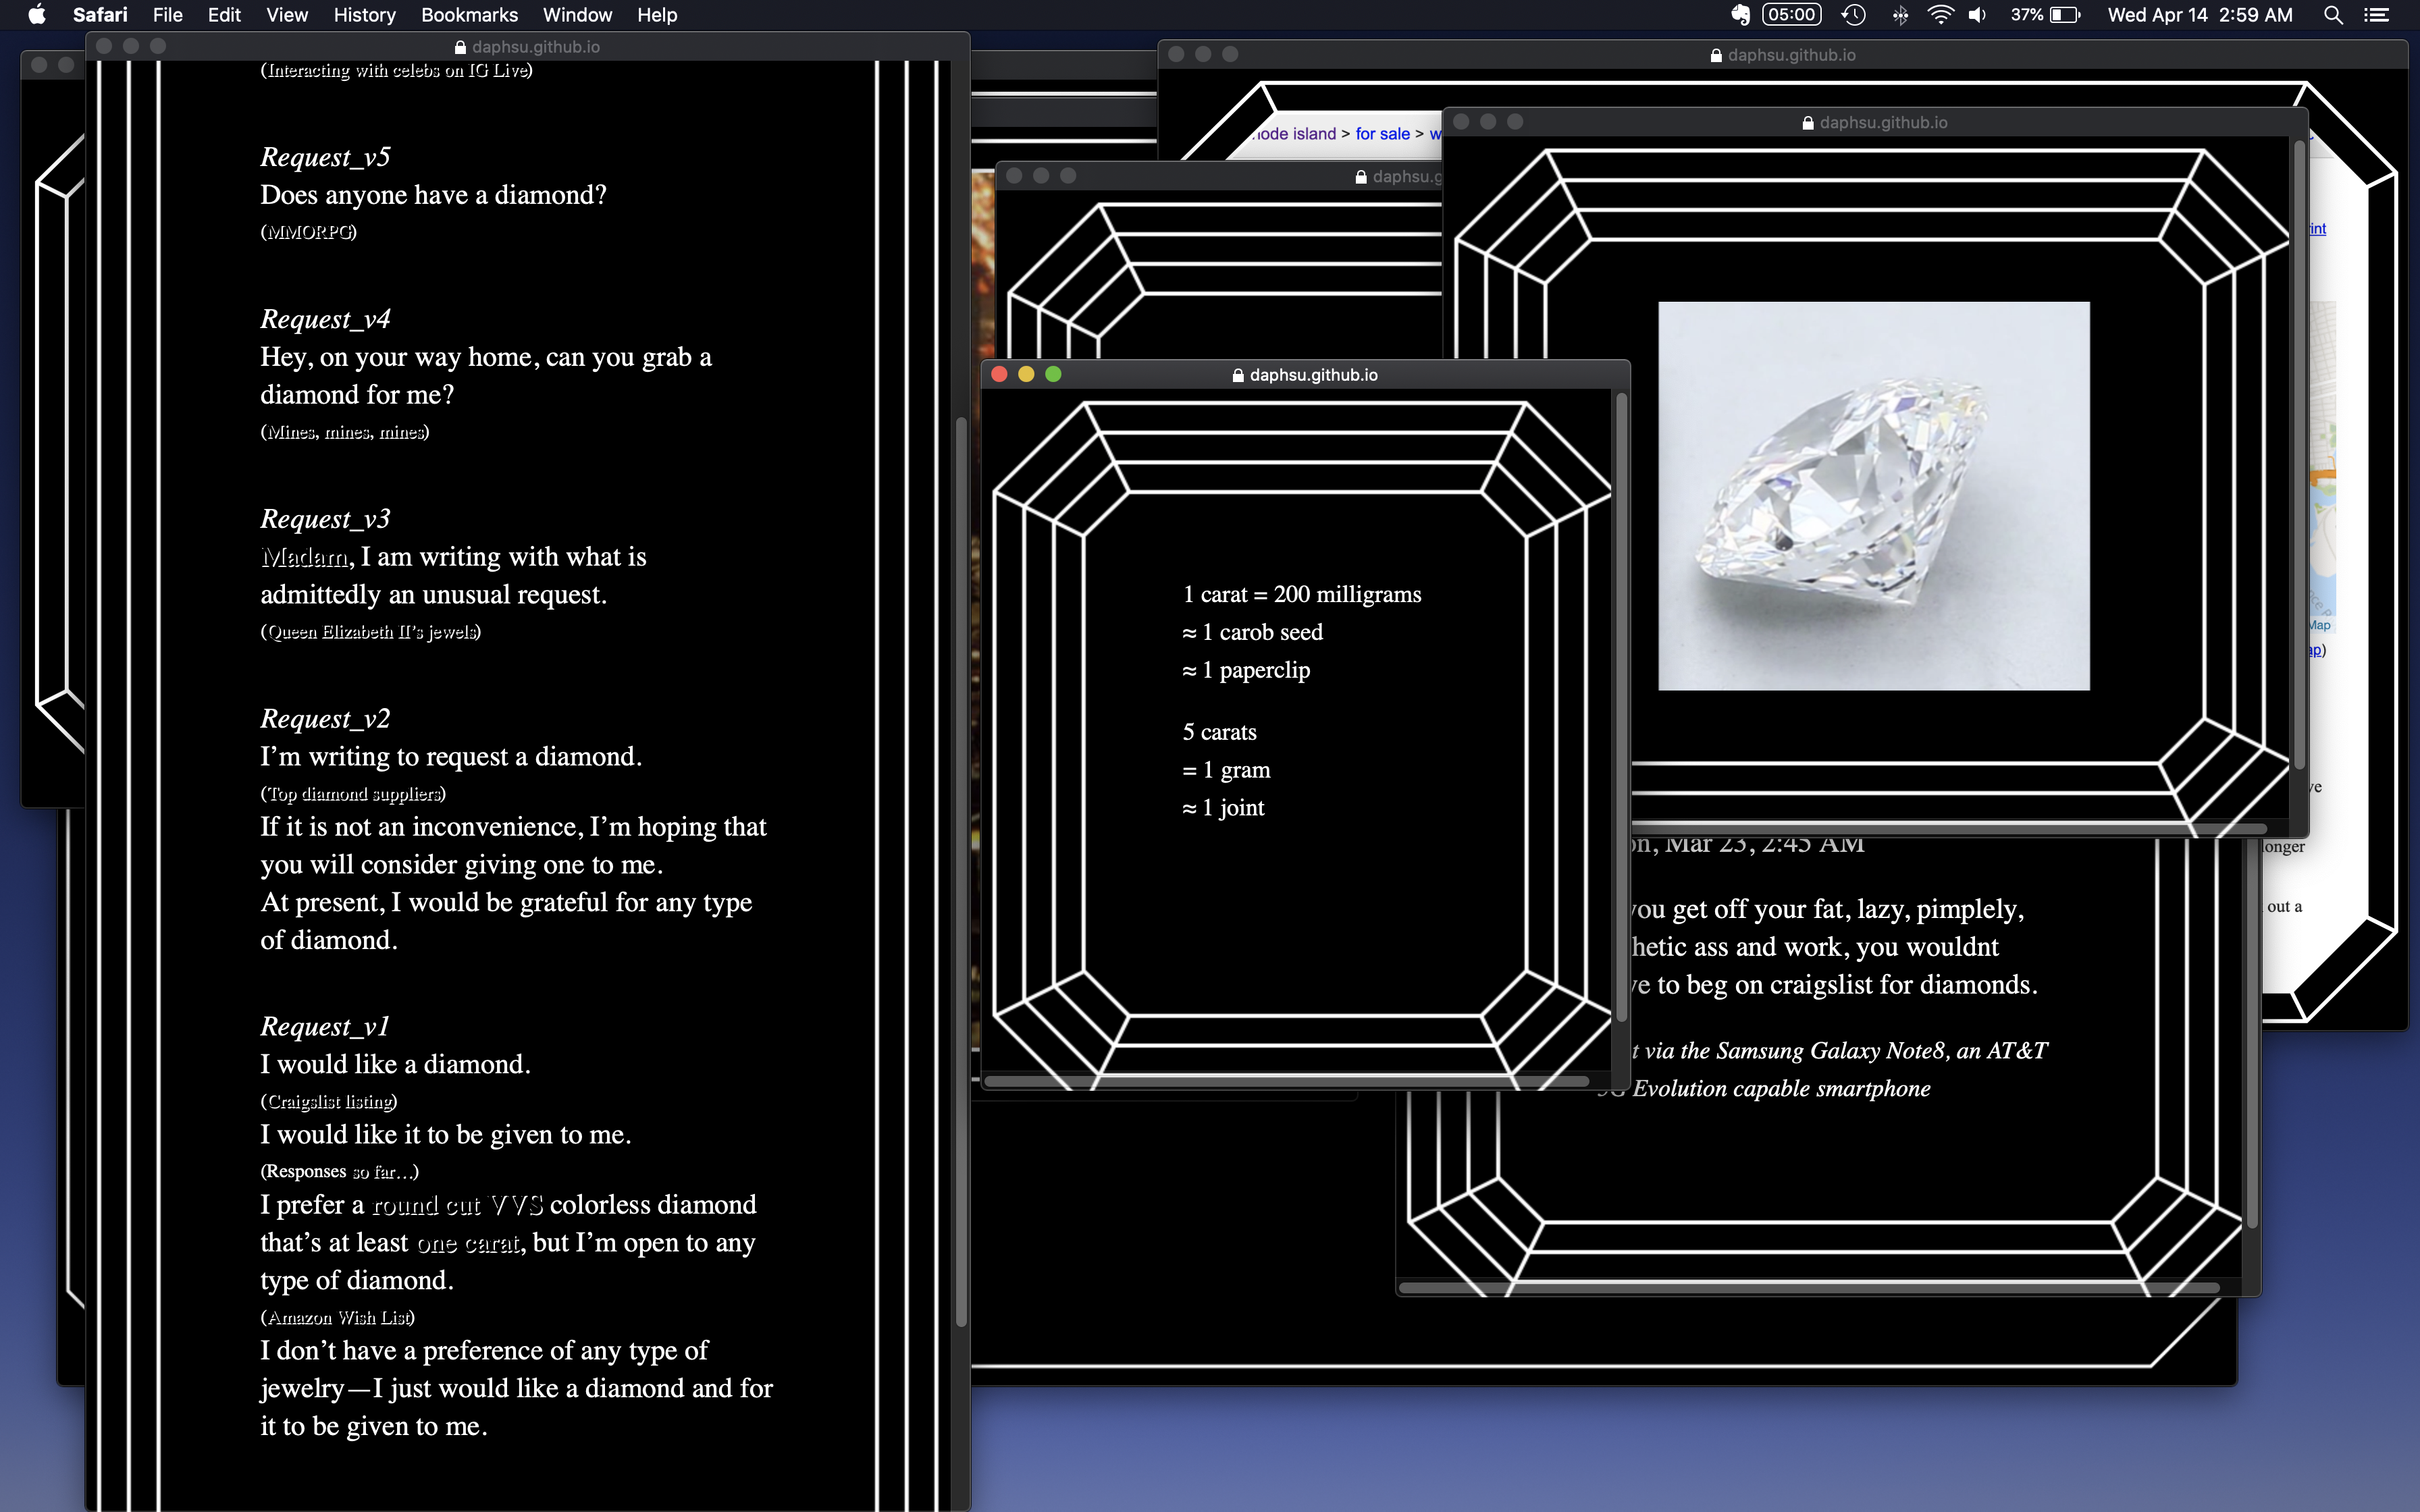 Safari File Edit View History Bookmarks Window Help
05:00 37% Wed Apr 14 2:59 AM
daphsu.github.io
(Interacting with celebs on IG Live)
Request_v5
Does anyone have a diamond?
(MMORPG)
Request_v4
Hey, on your way home, can you grab a
diamond for me?
(Mines, mines, mines)
Request_v3
Madam, I am writing with what is
admittedly an unusual request.
(Queen Elizabeth II’s jewels)
Request_v2
I’m writing to request a diamond.
(Top diamond suppliers)
If it is not an inconvenience, I’m hoping that
you will consider giving one to me.
At present, I would be grateful for any type
of diamond.
Request_v1
I would like a diamond.
(Craigslist listing)
I would like it to be given to me.
(Responses so far…)
I prefer a round cut VVS colorless diamond
that’s at least one carat, but I’m open to any
type of diamond.
(Amazon Wish List)
I don’t have a preference of any type of
jewelry—I just would like a diamond and for
it to be given to me.
daphsu.github.io
island > for sale >
daphsu.github.io
daphsu.g
daphsu.github.io
1 carat = 200 milligrams
≈ 1 carob seed
≈ 1 paperclip
5 carats
= 1 gram
≈ 1 joint
Mar 23, 2:45 AM
you get off your fat, lazy, pimplely,
hetic ass and work, you wouldnt
ve to beg on craigslist for diamonds.
t via the Samsung Galaxy Note8, an AT&T
5G Evolution capable smartphone
int
Map
ap)
ve
longer
out a